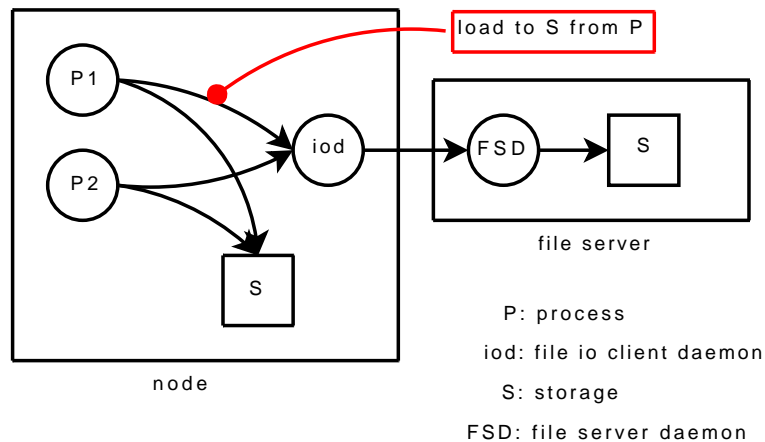 load to S from P
P1
iod
FSD
S
P2
file server
S
P: process
iod: file io client daemon
node
S: storage
FSD: file server daemon